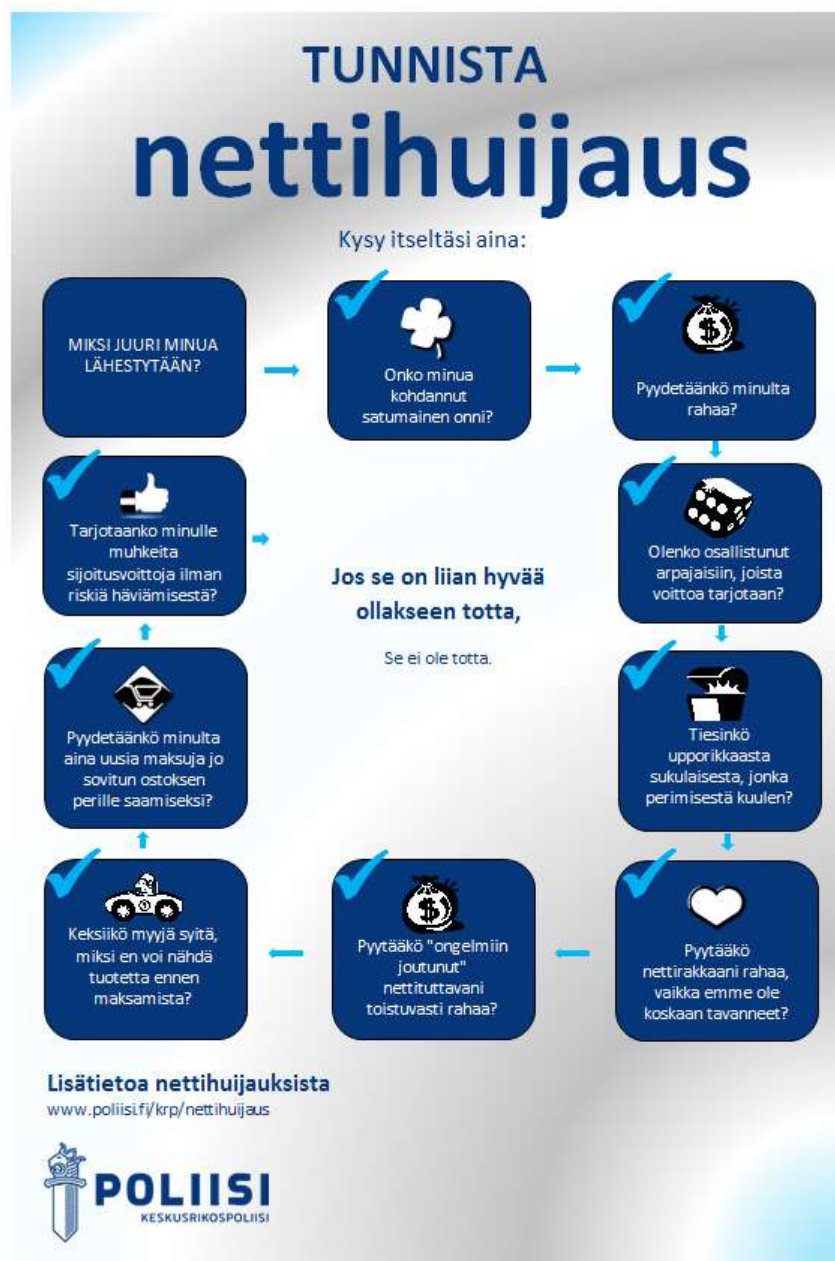 TUNNISTA
nettihuijaus
Kysy itseltäsi aina:
MIKSI JUURI MINUA
LÄHESTYTÄÄN?
Onko minua
kohdannut
satumainen onni?
Pyydetäänkö minulta
rahaa?
Olenko osallistunut
arpajaisiin, joista
voittoa tarjotaan?
Tiesinkö
upporikkaasta
sukulaisesta, jonka
perimisestä kuulen?
Pyytääkö
nettirakkaani rahaa,
vaikka emme ole
koskaan tavanneet?
Pyytääkö "ongelmiin
joutunut"
nettituttavani
toistuvasti rahaa?
Keksiikö myyjä syitä,
miksi en voi nähdä
tuotetta ennen
maksamista?
Pyydetäänkö minulta
aina uusia maksuja jo
sovitun ostoksen
perille saamiseksi?
Tarjotaanko minulle
muhkeita
sijoitusvoittoja ilman
riskiä häviämisestä?
Jos se on liian hyvää
ollakseen totta,
Se ei ole totta.
Lisätietoa nettihuijauksista
www.poliisi.fi/krp/nettihuijaus
POLIISI
KESKUSRIKOSPOLIISI